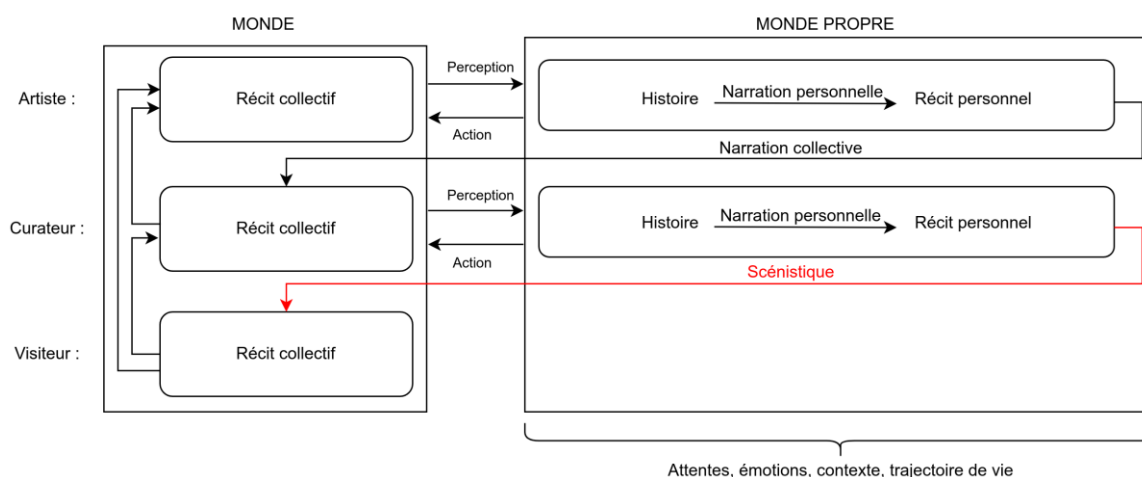 MONDE
MONDE PROPRE
Artiste :
Récit collectif
Perception
Action
Histoire
Narration personnelle
Récit personnel
Narration collective
Curateur :
Récit collectif
Perception
Action
Histoire
Narration personnelle
Récit personnel
Scénistique
Visiteur :
Récit collectif
Attentes, émotions, contexte, trajectoire de vie